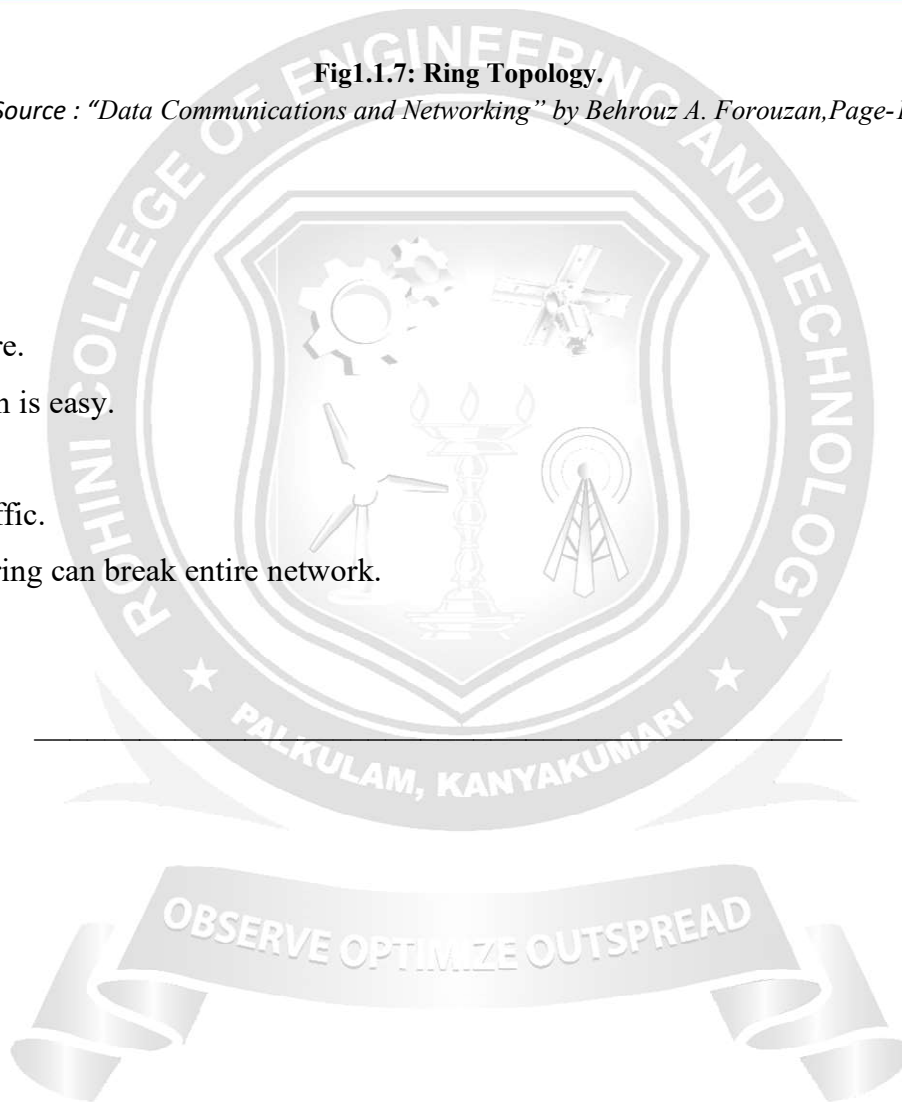 Fig1.1.7: Ring Topology.
Source : “Data Communications and Networking” by Behrouz A. Forouzan,Page-1
re.
n is easy.
ffic.
ring can break entire network.
ROHINI COLLEGE OF ENGINEERING AND TECHNOLOGY
PALKULAM, KANYAKUMARI
OBSERVE OPTIMIZE OUTSPREAD